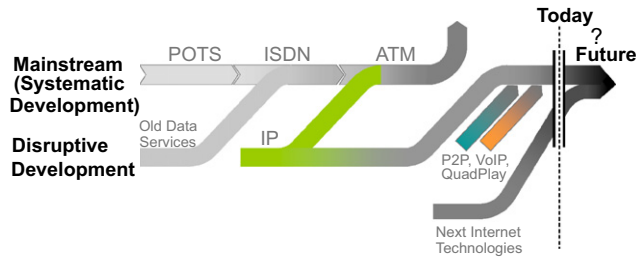 Today
?
Future
POTS
ISDN
ATM
Mainstream
(Systematic
Development)
Old Data
Services
IP
Disruptive
Development
P2P, VoIP,
QuadPlay
Next Internet
Technologies